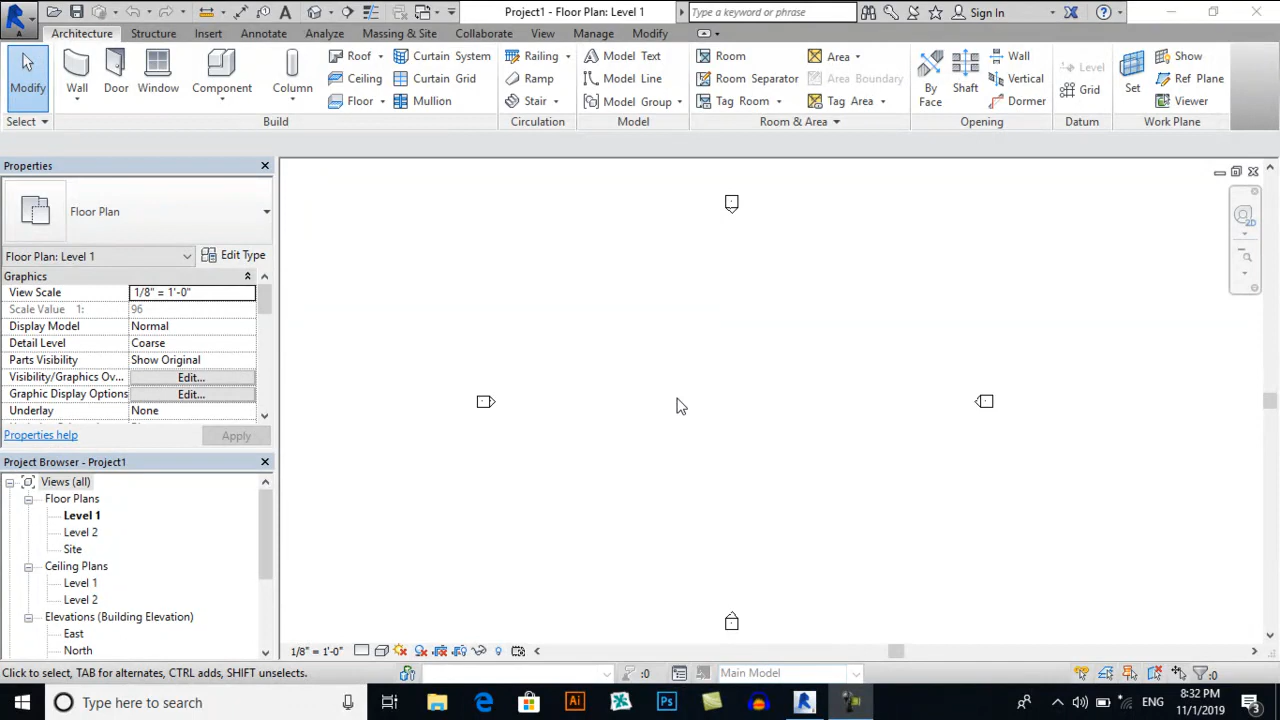 Project1 - Floor Plan: Level 1
Type a keyword or phrase
Sign In
Architecture
Structure
Insert
Annotate
Analyze
Massing & Site
Collaborate
View
Manage
Modify
Modify
Wall
Door
Window
Component
Column
Roof
Ceiling
Floor
Curtain System
Curtain Grid
Mullion
Railing
Ramp
Stair
Model Text
Model Line
Model Group
Room
Room Separator
Tag Room
Area
Area Boundary
Tag Area
By
Face
Shaft
Wall
Vertical
Dormer
Level
Grid
Set
Show
Ref Plane
Viewer
Select
Build
Circulation
Model
Room & Area
Opening
Datum
Work Plane
Properties
Floor Plan
Floor Plan: Level 1
Edit Type
Graphics
View Scale
1/8" = 1'-0"
Scale Value 1:
96
Display Model
Normal
Detail Level
Coarse
Parts Visibility
Show Original
Visibility/Graphics Ov...
Edit...
Graphic Display Options
Edit...
Underlay
None
Properties help
Apply
Project Browser - Project1
Views (all)
Floor Plans
Level 1
Level 2
Site
Ceiling Plans
Level 1
Level 2
Elevations (Building Elevation)
East
North
2D
1/8" = 1'-0"
Click to select, TAB for alternates, CTRL adds, SHIFT unselects.
:0
Main Model
:0
Type here to search
Ai
Ps
ENG
8:32 PM
11/1/2019
3